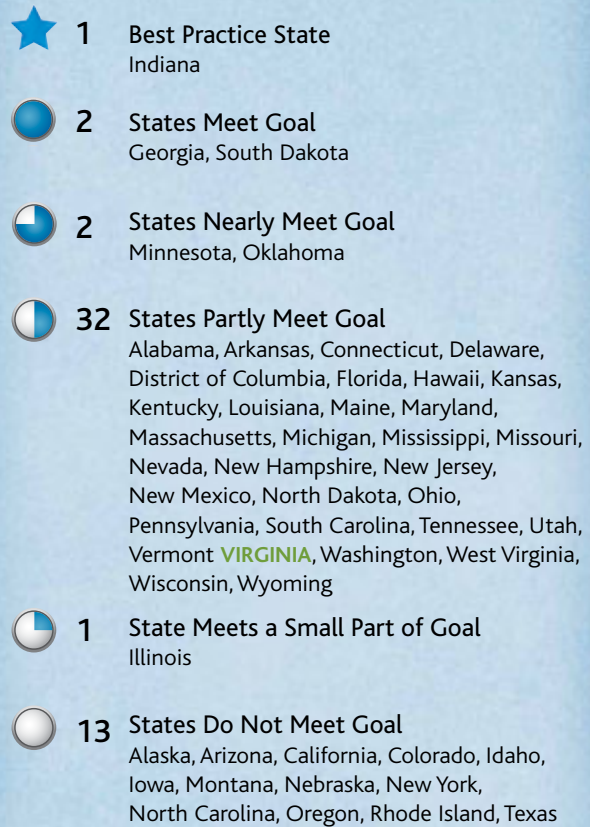 1 Best Practice State
Indiana
2 States Meet Goal
Georgia, South Dakota
2 States Nearly Meet Goal
Minnesota, Oklahoma
32 States Partly Meet Goal
Alabama, Arkansas, Connecticut, Delaware,
District of Columbia, Florida, Hawaii, Kansas,
Kentucky, Louisiana, Maine, Maryland,
Massachusetts, Michigan, Mississippi, Missouri,
Nevada, New Hampshire, New Jersey,
New Mexico, North Dakota, Ohio,
Pennsylvania, South Carolina, Tennessee, Utah,
Vermont VIRGINIA, Washington, West Virginia,
Wisconsin, Wyoming
1 State Meets a Small Part of Goal
Illinois
13 States Do Not Meet Goal
Alaska, Arizona, California, Colorado, Idaho,
Iowa, Montana, Nebraska, New York,
North Carolina, Oregon, Rhode Island, Texas